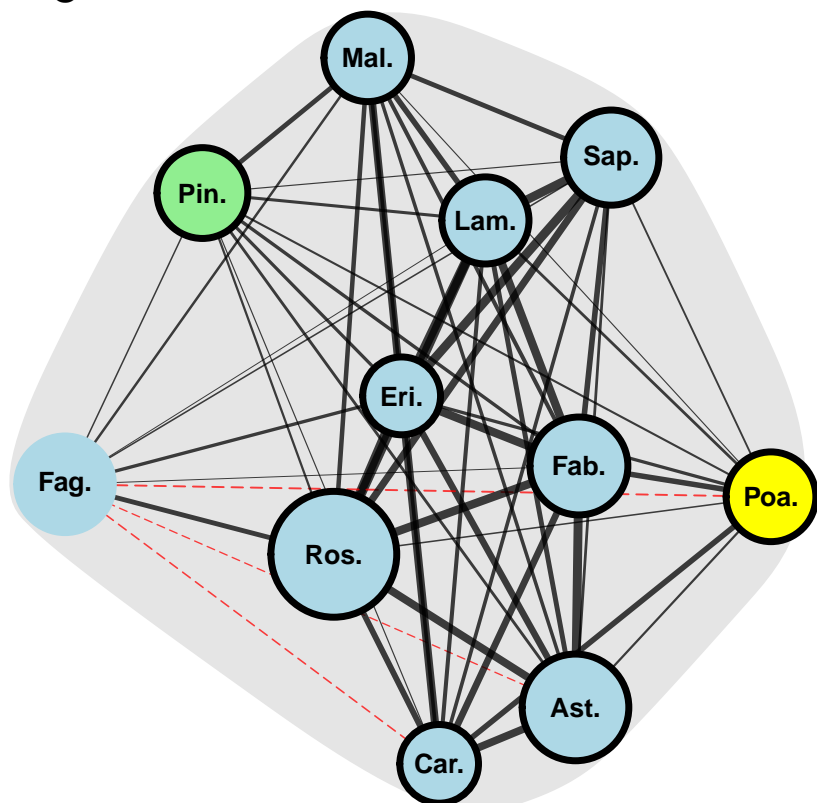 Mal.
Sap.
Pin.
Lam.
Eri.
Fab.
Fag.
Poa.
Ros.
Ast.
Car.